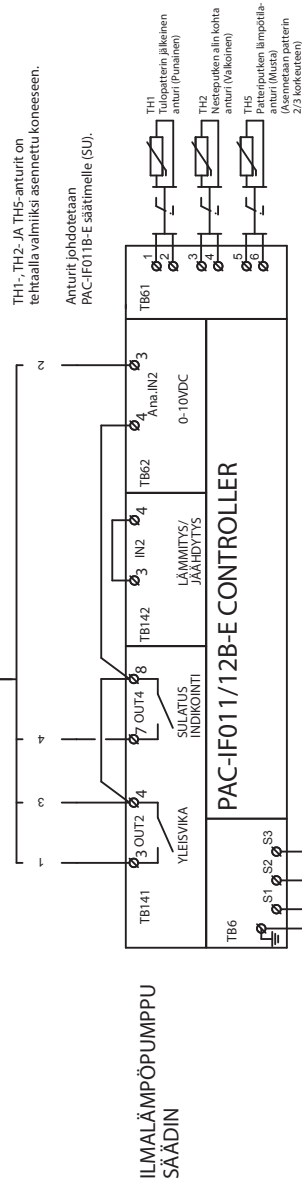 TH1-, TH2- JA TH5-anturit on
tehtaalla valmiiksi asennettu koneeseen.
Anturit johdotetaan
PAC-IF011B-E säätimelle (SU).
1
3
4
2
TB141
3 OUT2 4
YLEISVIKA
7 OUT4 8
SULATUS
INDIKOINTI
TB142
3 IN2 4
LÄMMITYS/
JÄÄHDYTYS
TB62
4 Ana.IN2 3
0-10VDC
TB61
1
2
3
4
5
6
TH1
Tulopatterin jälkeinen
anturi (Punainen)
TH2
Nesteputken alin kohta
anturi (Valkoinen)
TH5
Patteriputken lämpötila-
anturi (Musta)
(Asennetaan patterin
2/3 korkeuteen)
PAC-IF011/12B-E CONTROLLER
TB6
S1 S2 S3
ILMALÄMPÖPUMPPU
SÄÄDIN